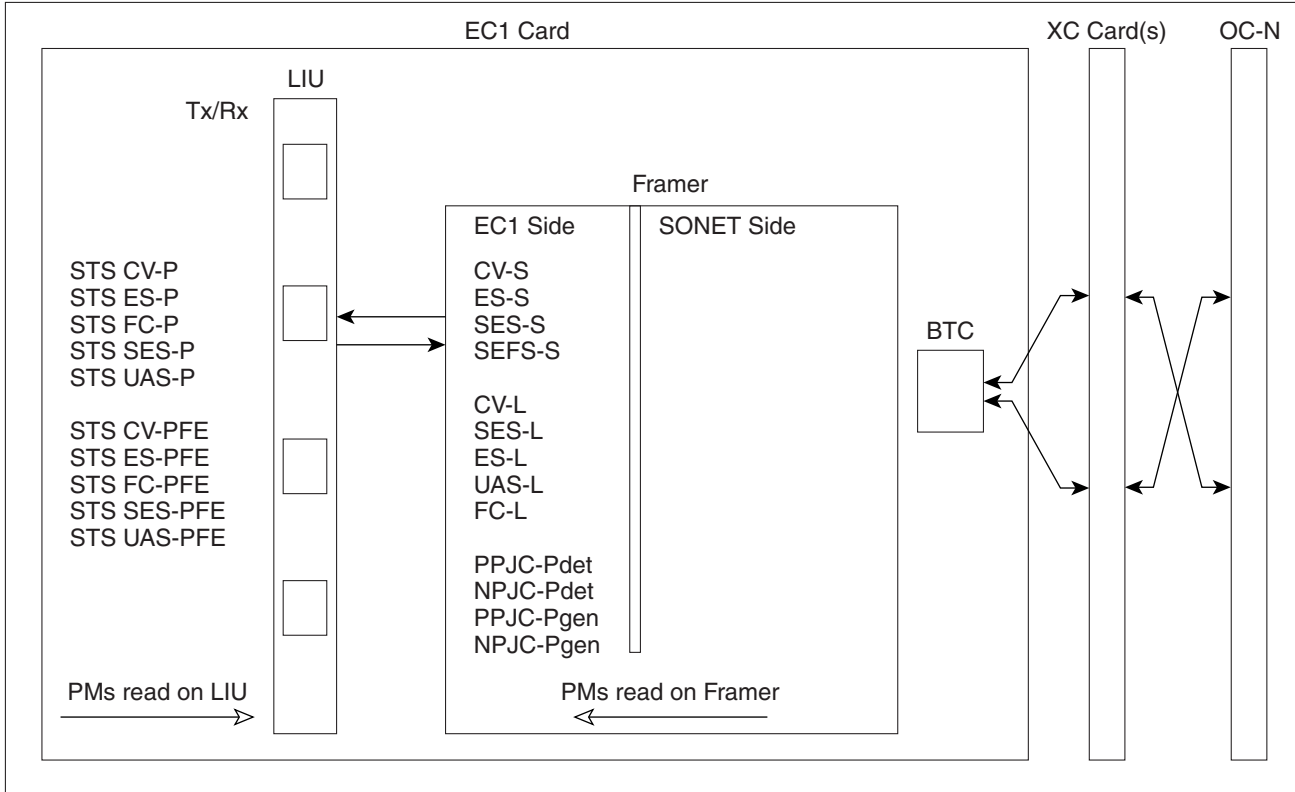 EC1 Card
XC Card(s)
OC-N
LIU
Tx/Rx
Framer
EC1 Side
SONET Side
STS CV-P
STS ES-P
STS FC-P
STS SES-P
STS UAS-P
STS CV-PFE
STS ES-PFE
STS FC-PFE
STS SES-PFE
STS UAS-PFE
CV-S
ES-S
SES-S
SEFS-S
CV-L
SES-L
ES-L
UAS-L
FC-L
PPJC-Pdet
NPJC-Pdet
PPJC-Pgen
NPJC-Pgen
BTC
PMs read on LIU
PMs read on Framer